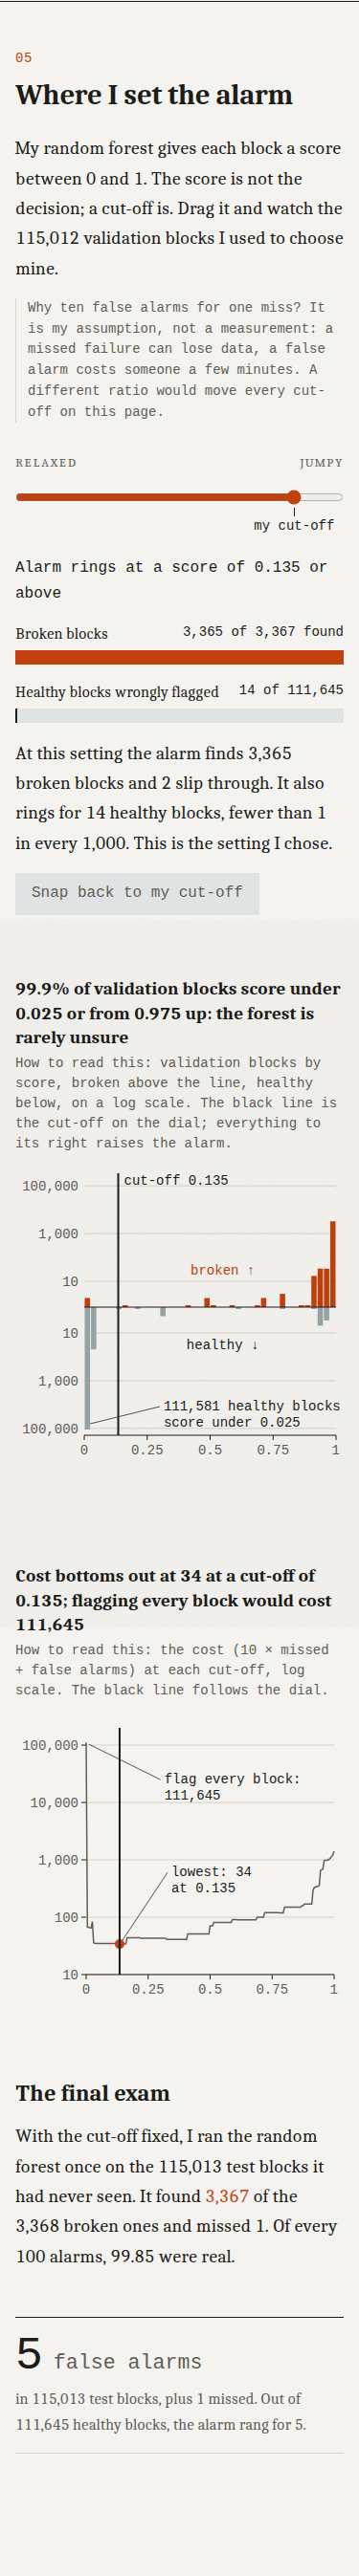 05
Where I set the alarm
My random forest gives each block a score
between 0 and 1. The score is not the
decision; a cut-off is. Drag it and watch the
115,012 validation blocks I used to choose
mine.
Why ten false alarms for one miss? It
is my assumption, not a measurement: a
missed failure can lose data, a false
alarm costs someone a few minutes. A
different ratio would move every cut-
off on this page.
RELAXED JUMPY
my cut-off
Alarm rings at a score of 0.135 or
above
Broken blocks 3,365 of 3,367 found
Healthy blocks wrongly flagged 14 of 111,645
At this setting the alarm finds 3,365
broken blocks and 2 slip through. It also
rings for 14 healthy blocks, fewer than 1
in every 1,000. This is the setting I chose.
Snap back to my cut-off
99.9% of validation blocks score under
0.025 or from 0.975 up: the forest is
rarely unsure
How to read this: validation blocks by
score, broken above the line, healthy
below, on a log scale. The black line is
the cut-off on the dial; everything to
its right raises the alarm.
cut-off 0.135
100,000
1,000
10
broken ↑
10
healthy ↓
1,000
111,581 healthy blocks
score under 0.025
100,000
0 0.25 0.5 0.75 1
Cost bottoms out at 34 at a cut-off of
0.135; flagging every block would cost
111,645
How to read this: the cost (10 × missed
+ false alarms) at each cut-off, log
scale. The black line follows the dial.
100,000
flag every block:
111,645
10,000
1,000
lowest: 34
at 0.135
100
10
0 0.25 0.5 0.75 1
The final exam
With the cut-off fixed, I ran the random
forest once on the 115,013 test blocks it
had never seen. It found 3,367 of the
3,368 broken ones and missed 1. Of every
100 alarms, 99.85 were real.
5 false alarms
in 115,013 test blocks, plus 1 missed. Out of
111,645 healthy blocks, the alarm rang for 5.